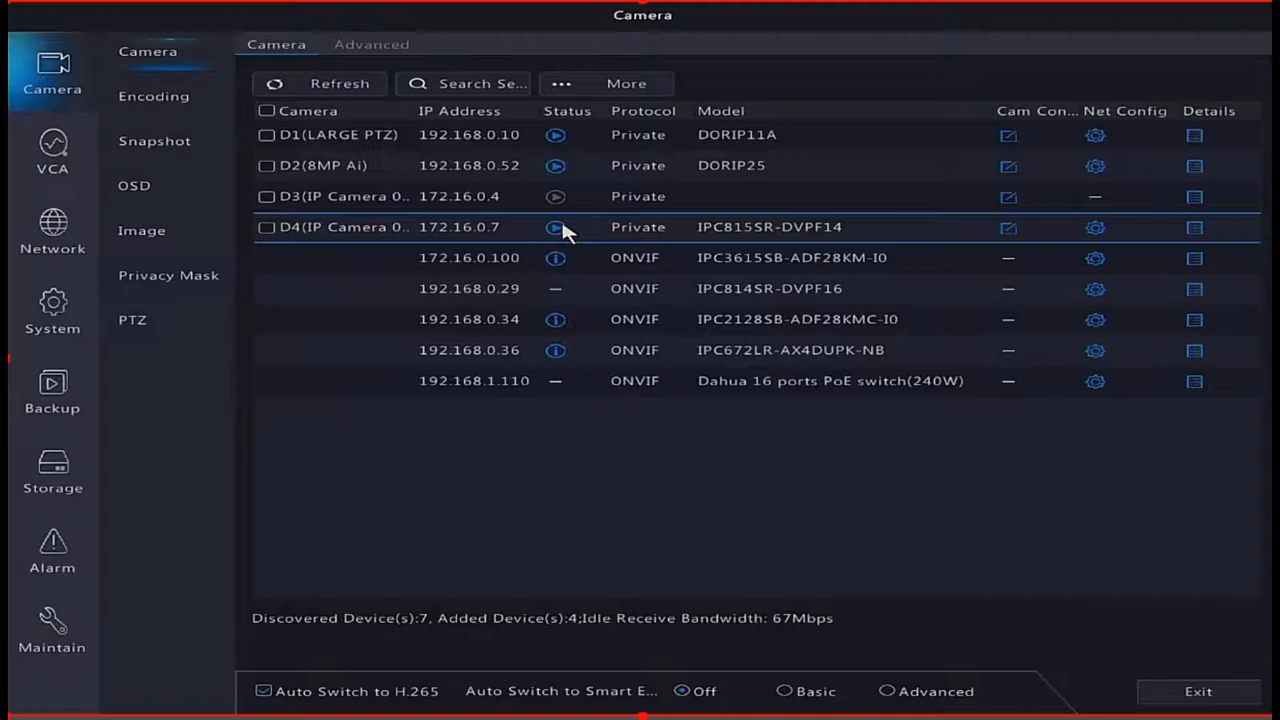 Camera
Camera
VCA
Network
System
Backup
Storage
Alarm
Maintain
Camera
Encoding
Snapshot
OSD
Image
Privacy Mask
PTZ
Camera Advanced
Refresh Search Se... ... More
Camera IP Address Status Protocol Model Cam Con... Net Config Details
D1(LARGE PTZ) 192.168.0.10 Private DORIP11A
D2(8MP Ai) 192.168.0.52 Private DORIP25
D3(IP Camera 0.. 172.16.0.4 Private —
D4(IP Camera 0.. 172.16.0.7 Private IPC815SR-DVPF14
172.16.0.100 ONVIF IPC3615SB-ADF28KM-I0 —
192.168.0.29 — ONVIF IPC814SR-DVPF16 —
192.168.0.34 ONVIF IPC2128SB-ADF28KMC-I0 —
192.168.0.36 ONVIF IPC672LR-AX4DUPK-NB —
192.168.1.110 — ONVIF Dahua 16 ports PoE switch(240W) —
Discovered Device(s):7, Added Device(s):4;Idle Receive Bandwidth: 67Mbps
Auto Switch to H.265 Auto Switch to Smart E... Off Basic Advanced Exit